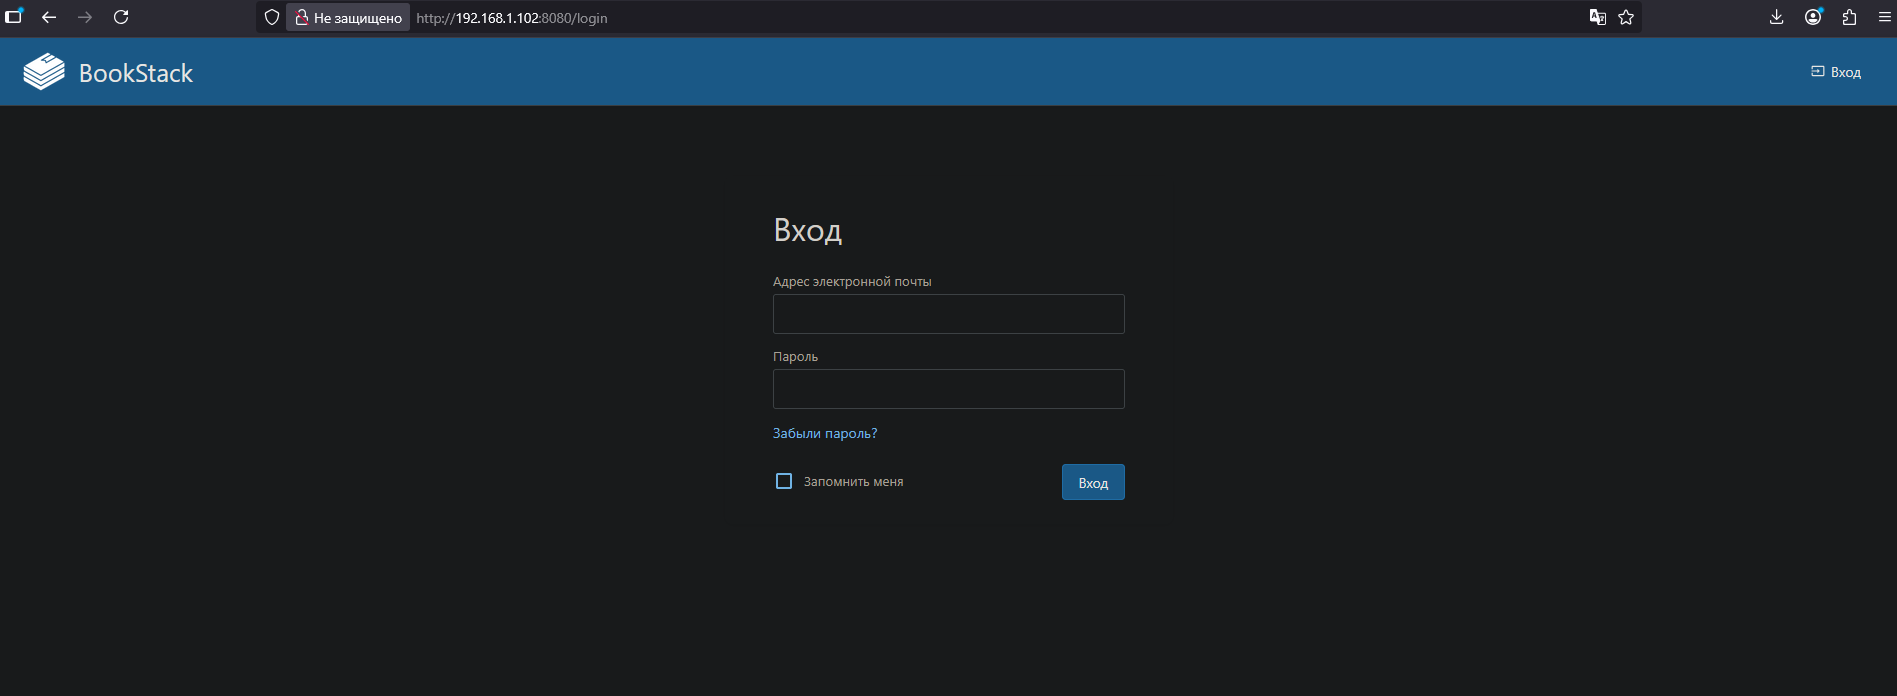 Не защищено http://192.168.1.102:8080/login
BookStack
Вход
Вход
Адрес электронной почты
Пароль
Забыли пароль?
Запомнить меня
Вход